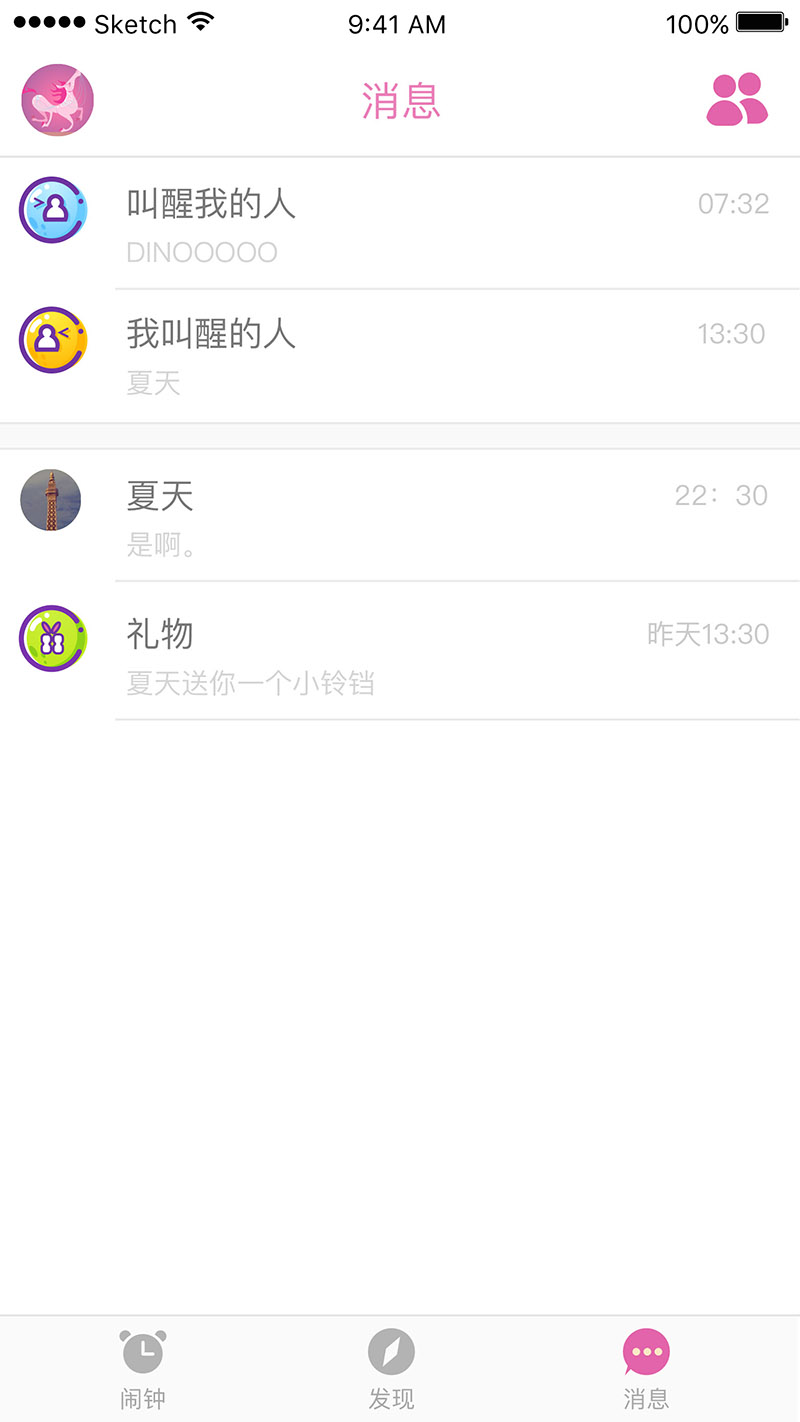 ●●●●● Sketch 9:41 AM 100%
消息
叫醒我的人 07:32
DINOOOOO
我叫醒的人 13:30
夏天
夏天 22：30
是啊。
礼物 昨天13:30
夏天送你一个小铃铛
闹钟 发现 消息